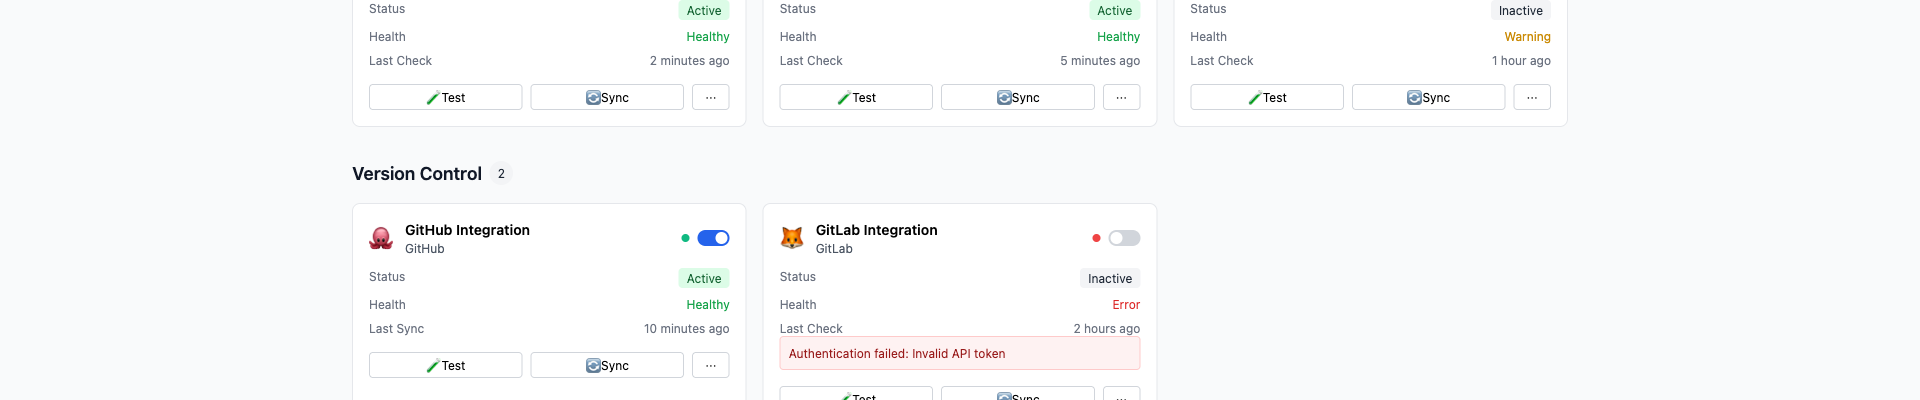 Status Active
Health Healthy
Last Check 2 minutes ago
Test Sync ...
Status Active
Health Healthy
Last Check 5 minutes ago
Test Sync ...
Status Inactive
Health Warning
Last Check 1 hour ago
Test Sync ...
Version Control 2
GitHub Integration
GitHub
Status Active
Health Healthy
Last Sync 10 minutes ago
Test Sync ...
GitLab Integration
GitLab
Status Inactive
Health Error
Last Check 2 hours ago
Authentication failed: Invalid API token
Test Sync ...